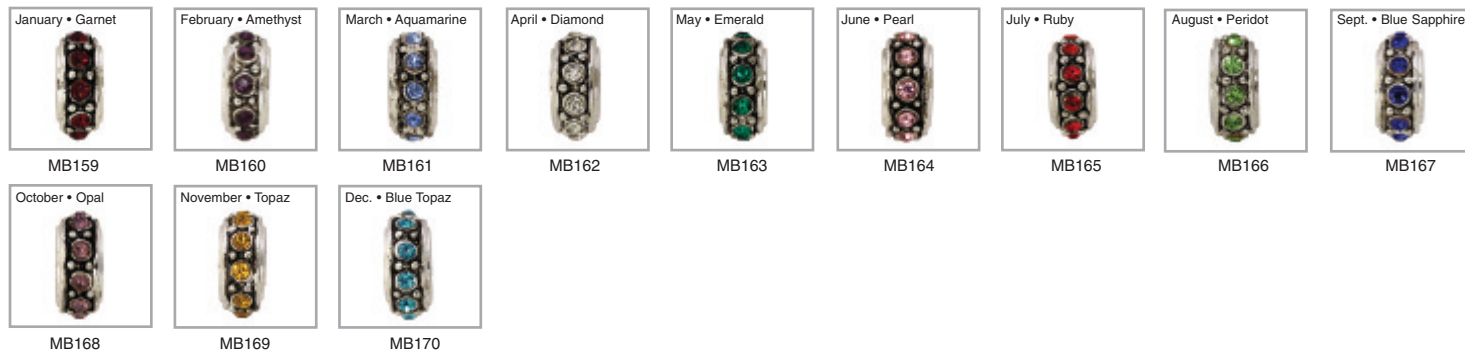 January • Garnet
February • Amethyst
March • Aquamarine
April • Diamond
May • Emerald
June • Pearl
July • Ruby
August • Peridot
Sept. • Blue Sapphire
MB159
MB160
MB161
MB162
MB163
MB164
MB165
MB166
MB167
October • Opal
November • Topaz
Dec. • Blue Topaz
MB168
MB169
MB170